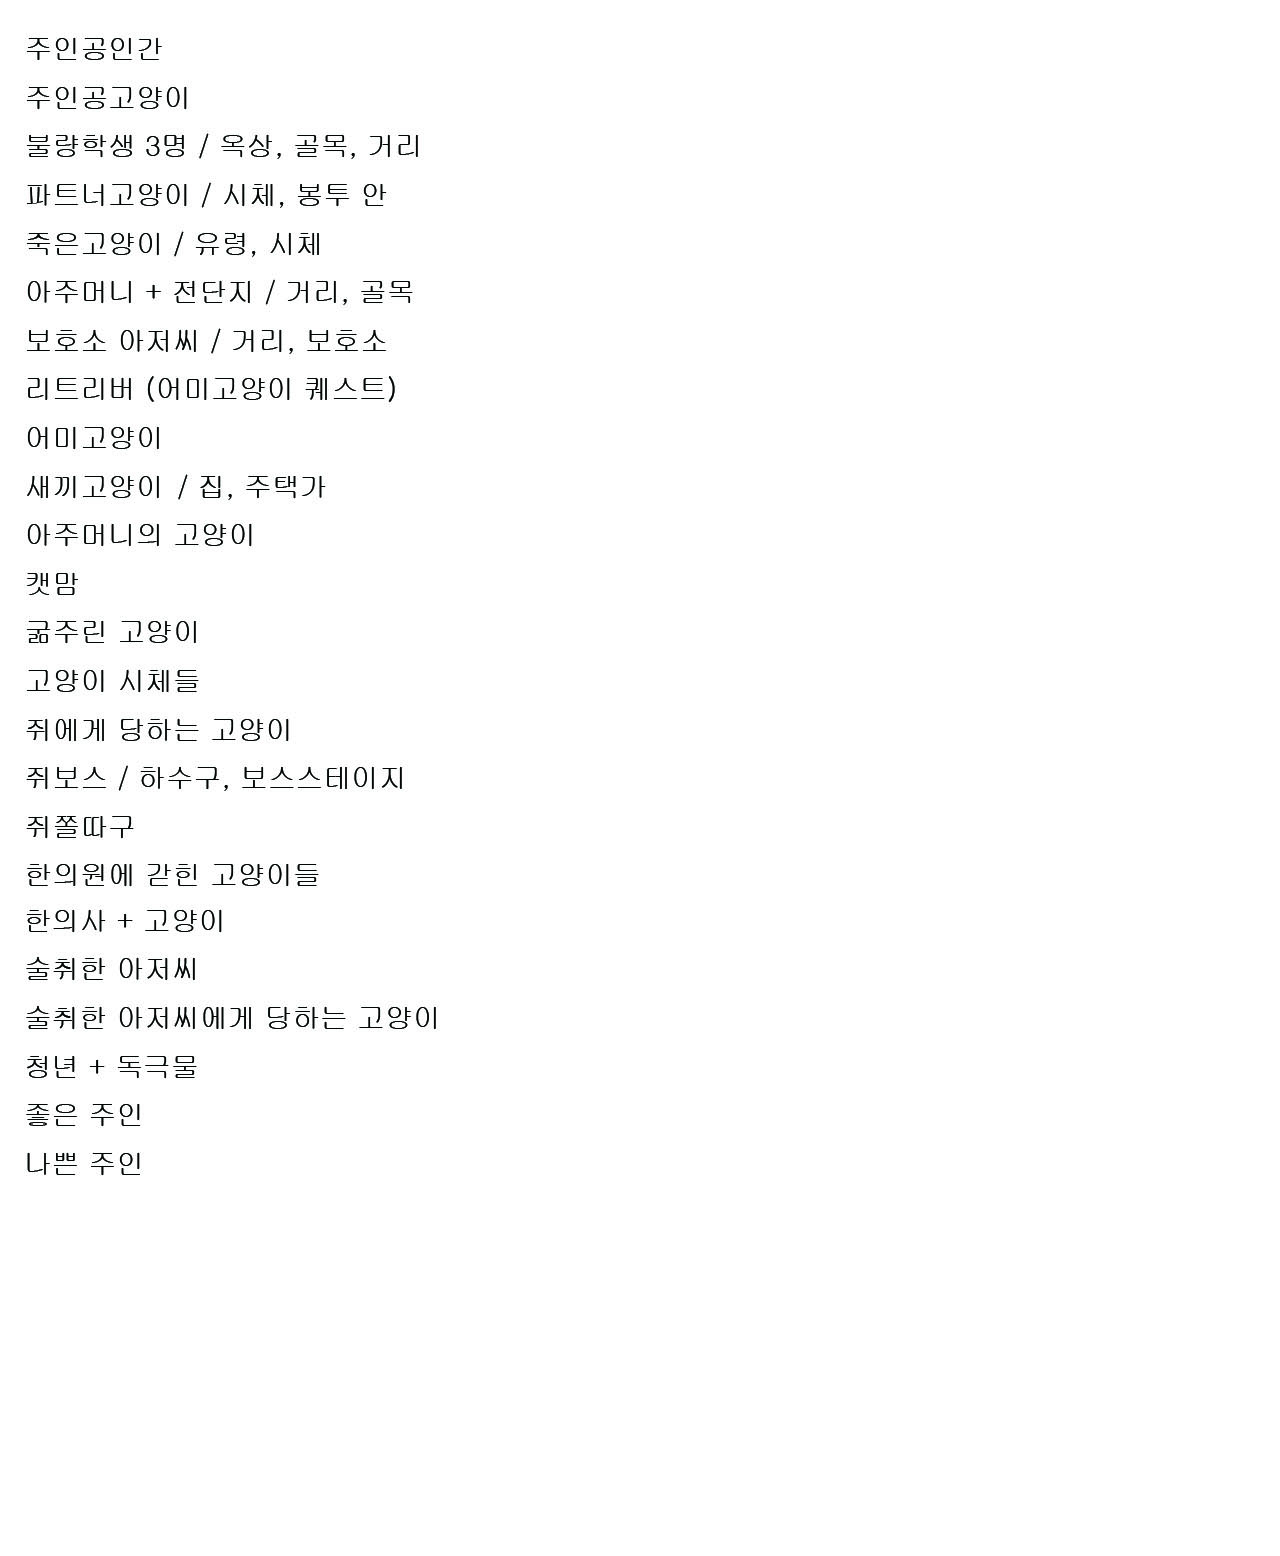 주인공인간
주인공고양이
불량학생 3명 / 옥상, 골목, 거리
파트너고양이 / 시체, 봉투 안
죽은고양이 / 유령, 시체
아주머니 + 전단지 / 거리, 골목
보호소 아저씨 / 거리, 보호소
리트리버 (어미고양이 퀘스트)
어미고양이
새끼고양이 / 집, 주택가
아주머니의 고양이
캣맘
굶주린 고양이
고양이 시체들
쥐에게 당하는 고양이
쥐보스 / 하수구, 보스스테이지
쥐쫄따구
한의원에 갇힌 고양이들
한의사 + 고양이
술취한 아저씨
술취한 아저씨에게 당하는 고양이
청년 + 독극물
좋은 주인
나쁜 주인